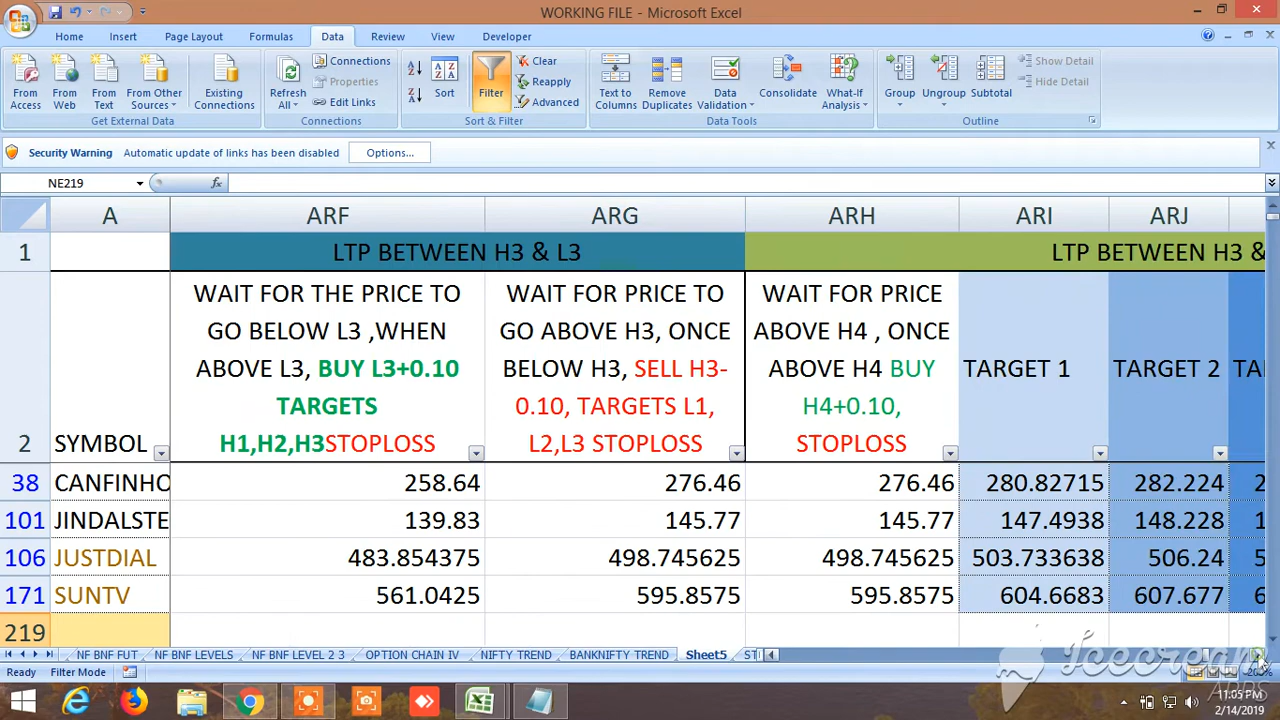 WORKING FILE - Microsoft Excel
Home Insert Page Layout Formulas Data Review View Developer
From Access
From Web
From Text
From Other Sources
Existing Connections
Get External Data
Refresh All
Connections
Properties
Edit Links
Connections
Sort
Filter
Clear
Reapply
Advanced
Sort & Filter
Text to Columns
Remove Duplicates
Data Validation
Consolidate
What-If Analysis
Data Tools
Group
Ungroup
Subtotal
Show Detail
Hide Detail
Outline
Security Warning Automatic update of links has been disabled Options...
NE219 fx
A ARF ARG ARH ARI ARJ
1 LTP BETWEEN H3 & L3 LTP BETWEEN H3 &
2 SYMBOL
WAIT FOR THE PRICE TO
GO BELOW L3 ,WHEN
ABOVE L3, BUY L3+0.10
TARGETS
H1,H2,H3STOPLOSS
WAIT FOR PRICE TO
GO ABOVE H3, ONCE
BELOW H3, SELL H3-
0.10, TARGETS L1,
L2,L3 STOPLOSS
WAIT FOR PRICE
ABOVE H4 , ONCE
ABOVE H4 BUY
H4+0.10,
STOPLOSS
TARGET 1
TARGET 2
TA
38 CANFINHO 258.64 276.46 276.46 280.82715 282.224 2
101 JINDALSTE 139.83 145.77 145.77 147.4938 148.228 1
106 JUSTDIAL 483.854375 498.745625 498.745625 503.733638 506.24 5
171 SUNTV 561.0425 595.8575 595.8575 604.6683 607.677 6
219
NF BNF FUT NF BNF LEVELS NF BNF LEVEL 2 3 OPTION CHAIN IV NIFTY TREND BANKNIFTY TREND Sheet5 ST
Ready Filter Mode
Icecream
APPS
11:05 PM
2/14/2019